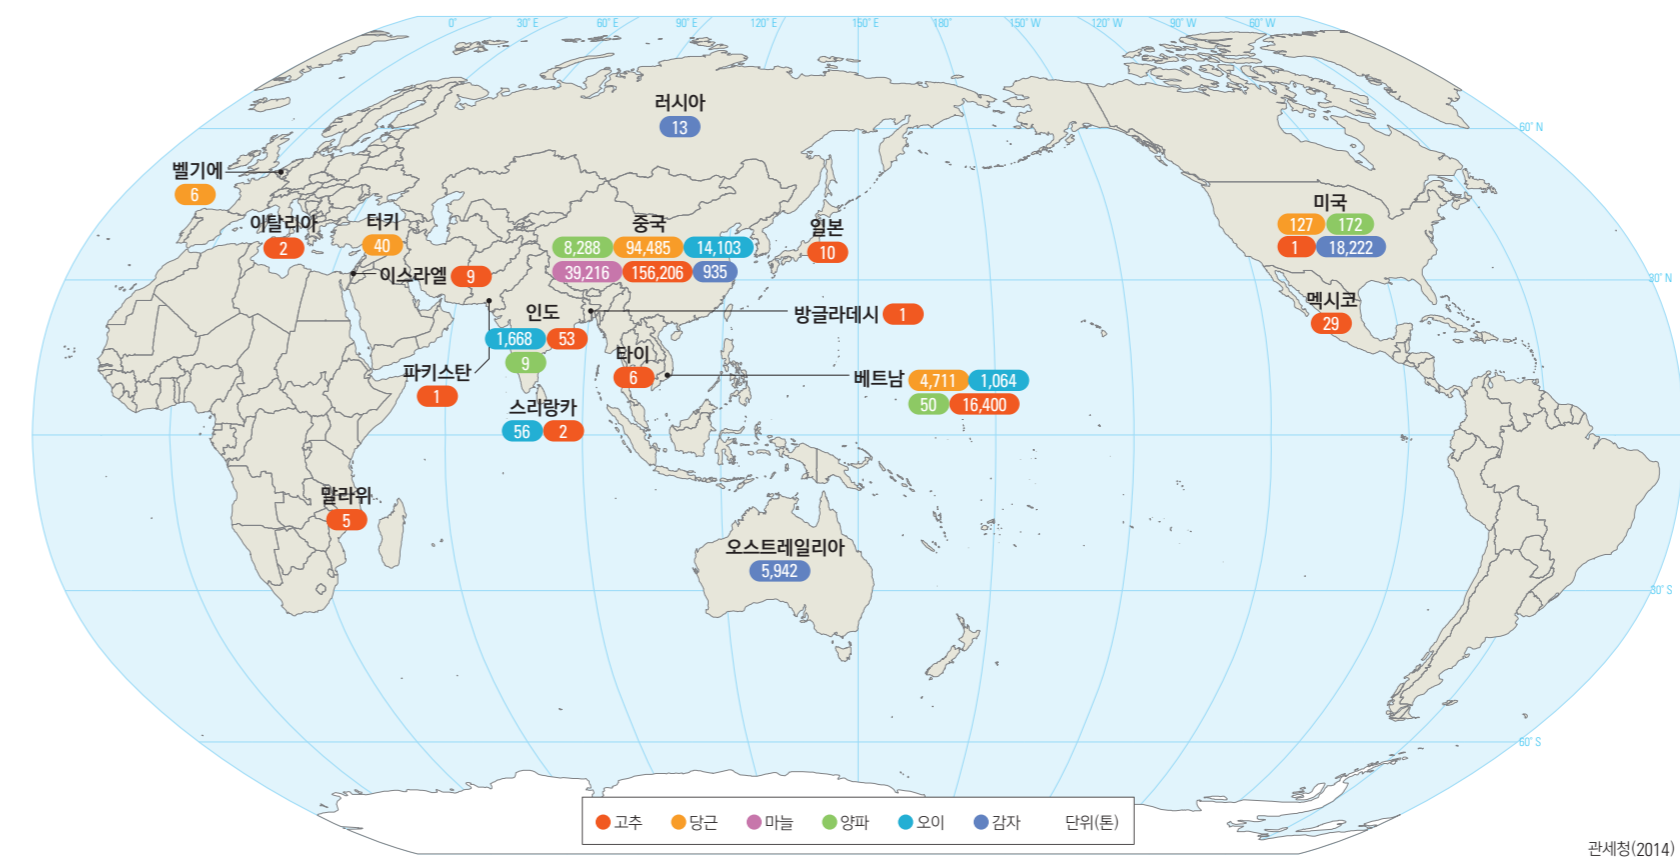 0° 30° E 60° E 90° E 120° E 150° E 180° 150° W 120° W 90° W 60° W
러시아
13
60° N
벨기에
6
이탈리아
2
터키
40
중국
8,288 94,485 14,103
39,216 156,206 935
일본
10
미국
127 172
1 18,222
이스라엘 9
30° N
멕시코
29
인도
1,668 53
9
방글라데시 1
파키스탄
1
타이
6
베트남 4,711 1,064
50 16,400
스리랑카
56 2
말라위
5
오스트레일리아
5,942
30° S
60° S
고추 당근 마늘 양파 오이 감자 단위(톤)
관세청(2014)